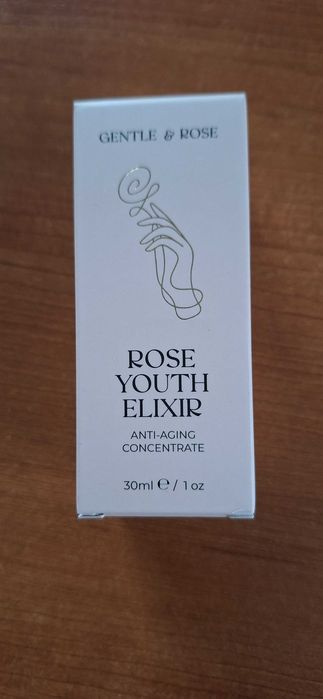 GENTLE & ROSE
ROSE
YOUTH
ELIXIR
ANTI-AGING
CONCENTRATE
30ml ℮ / 1 oz